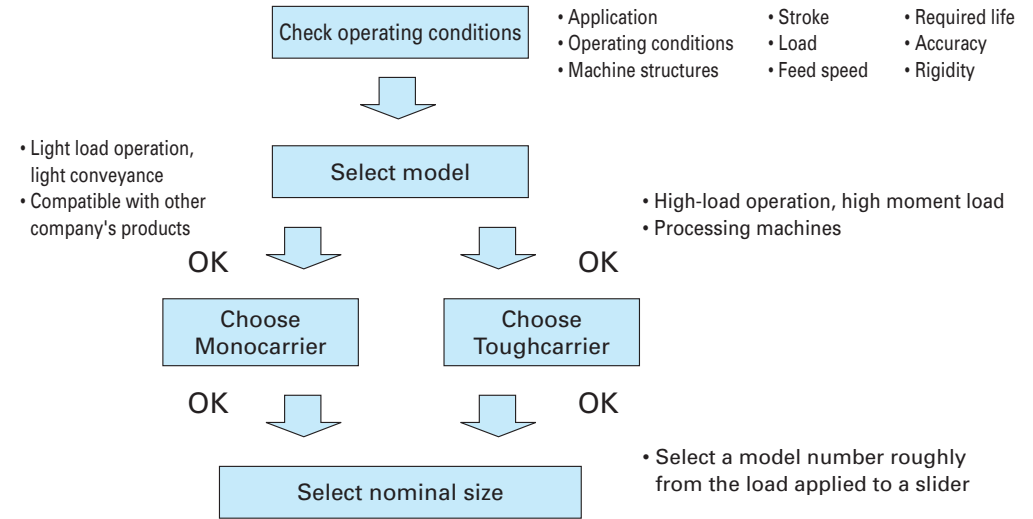 Check operating conditions
• Application
• Operating conditions
• Machine structures
• Stroke
• Load
• Feed speed
• Required life
• Accuracy
• Rigidity
• Light load operation,
light conveyance
• Compatible with other
company's products
Select model
• High-load operation, high moment load
• Processing machines
OK
OK
Choose
Monocarrier
Choose
Toughcarrier
OK
OK
Select nominal size
• Select a model number roughly
from the load applied to a slider